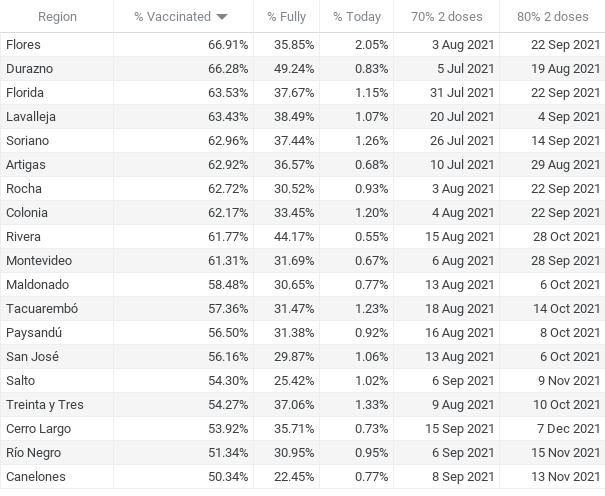 Region % Vaccinated % Fully % Today 70% 2 doses 80% 2 doses
Flores 66.91% 35.85% 2.05% 3 Aug 2021 22 Sep 2021
Durazno 66.28% 49.24% 0.83% 5 Jul 2021 19 Aug 2021
Florida 63.53% 37.67% 1.15% 31 Jul 2021 22 Sep 2021
Lavalleja 63.43% 38.49% 1.07% 20 Jul 2021 4 Sep 2021
Soriano 62.96% 37.44% 1.26% 26 Jul 2021 14 Sep 2021
Artigas 62.92% 36.57% 0.68% 10 Jul 2021 29 Aug 2021
Rocha 62.72% 30.52% 0.93% 3 Aug 2021 22 Sep 2021
Colonia 62.17% 33.45% 1.20% 4 Aug 2021 22 Sep 2021
Rivera 61.77% 44.17% 0.55% 15 Aug 2021 28 Oct 2021
Montevideo 61.31% 31.69% 0.67% 6 Aug 2021 28 Sep 2021
Maldonado 58.48% 30.65% 0.77% 13 Aug 2021 6 Oct 2021
Tacuarembó 57.36% 31.47% 1.23% 18 Aug 2021 14 Oct 2021
Paysandú 56.50% 31.38% 0.92% 16 Aug 2021 8 Oct 2021
San José 56.16% 29.87% 1.06% 13 Aug 2021 6 Oct 2021
Salto 54.30% 25.42% 1.02% 6 Sep 2021 9 Nov 2021
Treinta y Tres 54.27% 37.06% 1.33% 9 Aug 2021 10 Oct 2021
Cerro Largo 53.92% 35.71% 0.73% 15 Sep 2021 7 Dec 2021
Río Negro 51.34% 30.95% 0.95% 6 Sep 2021 15 Nov 2021
Canelones 50.34% 22.45% 0.77% 8 Sep 2021 13 Nov 2021